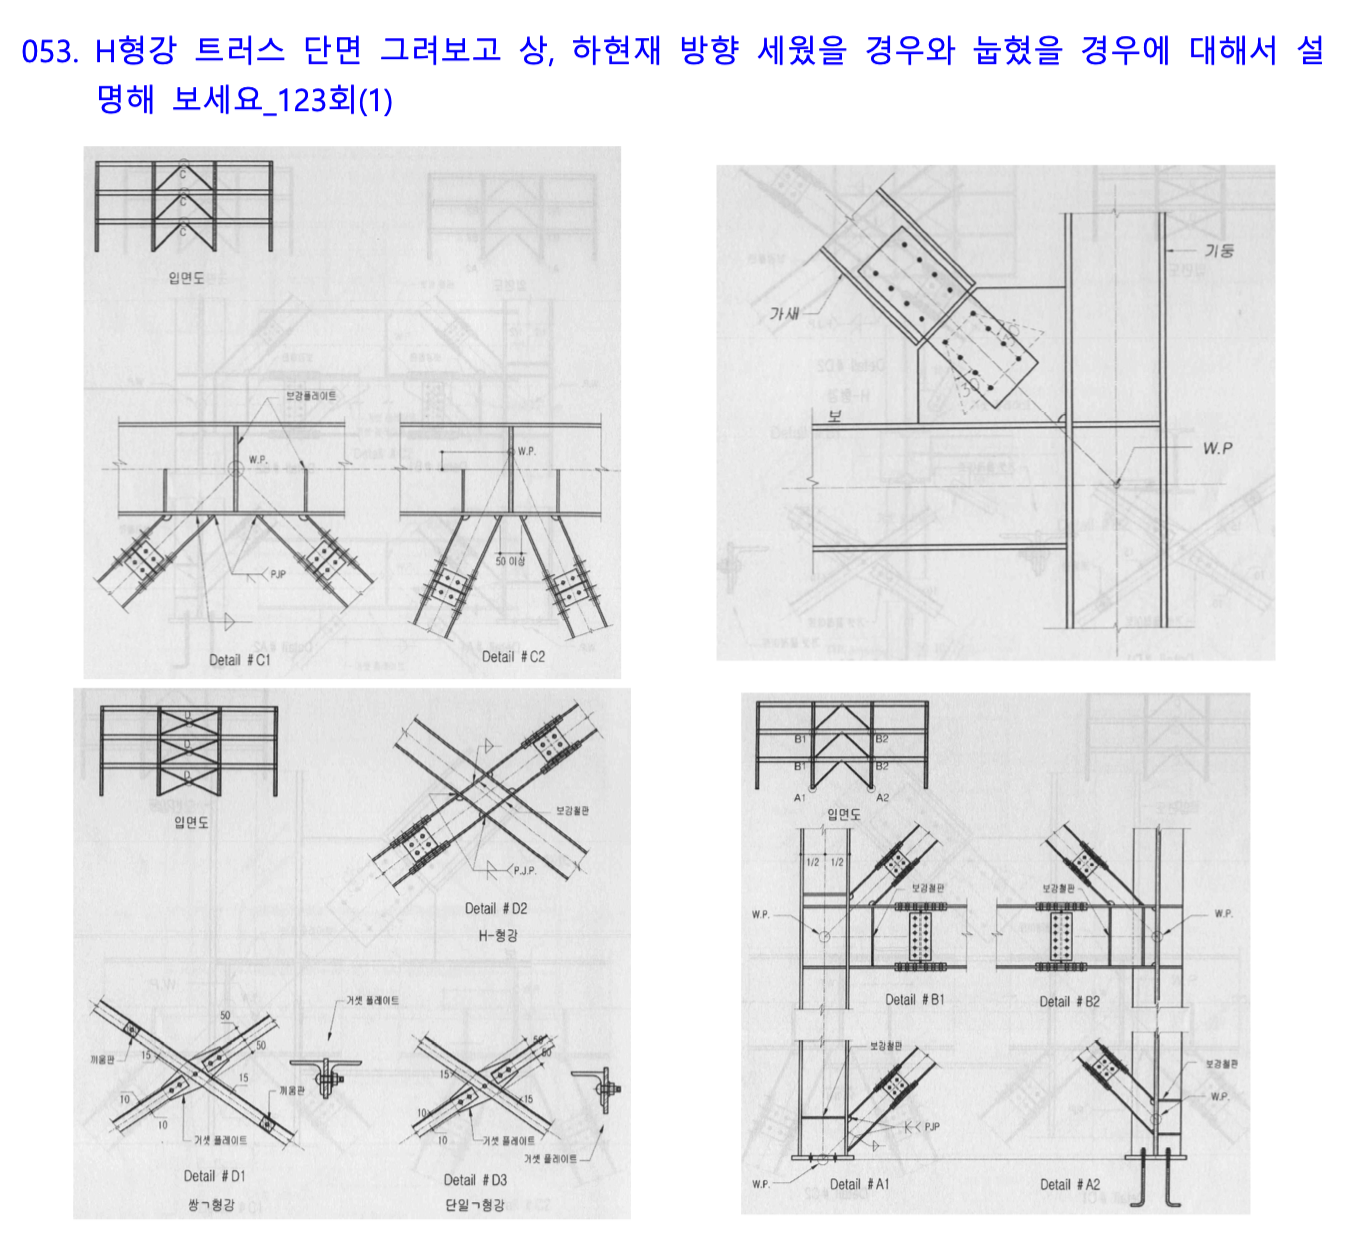 053. H형강 트러스 단면 그려보고 상, 하현재 방향 세웠을 경우와 눕혔을 경우에 대해서 설
명해 보세요_123회(1)
C
C
C
입면도
보강플레이트
W.P.
W.P.
50 이상
PJP
Detail # C1
Detail # C2
기둥
가새
보
W.P
D
D
D
입면도
보강철판
P.J.P.
Detail # D2
H-형강
거셋 플레이트
50
50
끼움판
15
15
끼움판
10
10
거셋 플레이트
Detail # D1
쌍ㄱ형강
50
50
15
15
10
10
거셋 플레이트
거셋 플레이트
Detail # D3
단일ㄱ형강
B1
B2
B1
B2
A1
A2
입면도
1/2
1/2
보강철판
보강철판
W.P.
W.P.
Detail # B1
Detail # B2
보강철판
보강철판
W.P.
PJP
W.P.
Detail # A1
Detail # A2